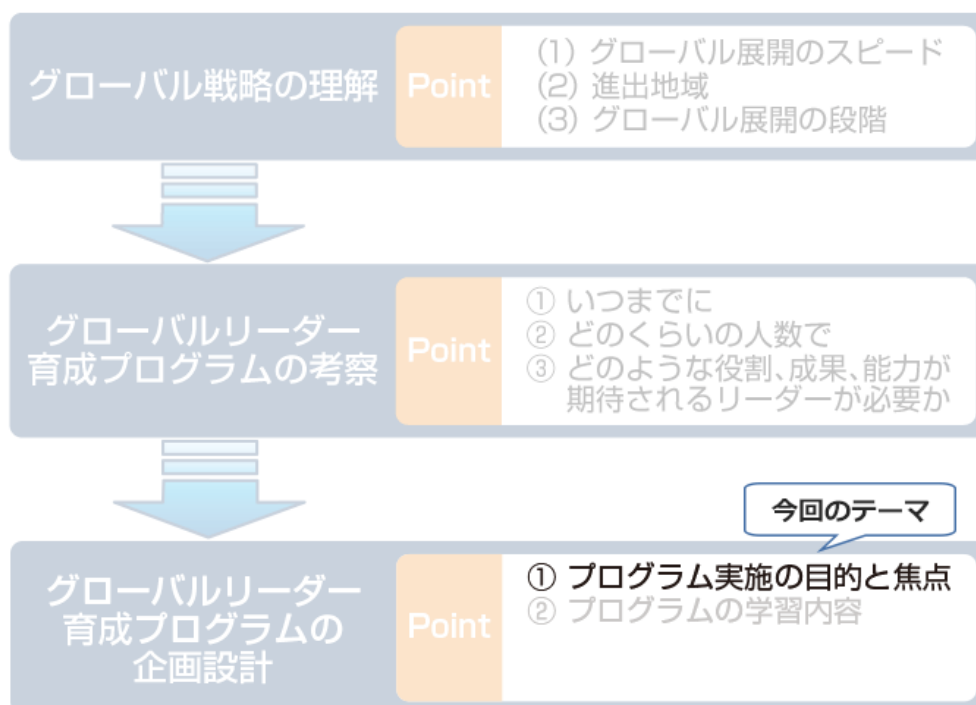 グローバル戦略の理解
Point
(1) グローバル展開のスピード
(2) 進出地域
(3) グローバル展開の段階
グローバルリーダー
育成プログラムの考察
Point
① いつまでに
② どのくらいの人数で
③ どのような役割、成果、能力が
期待されるリーダーが必要か
今回のテーマ
グローバルリーダー
育成プログラムの
企画設計
Point
① プログラム実施の目的と焦点
② プログラムの学習内容